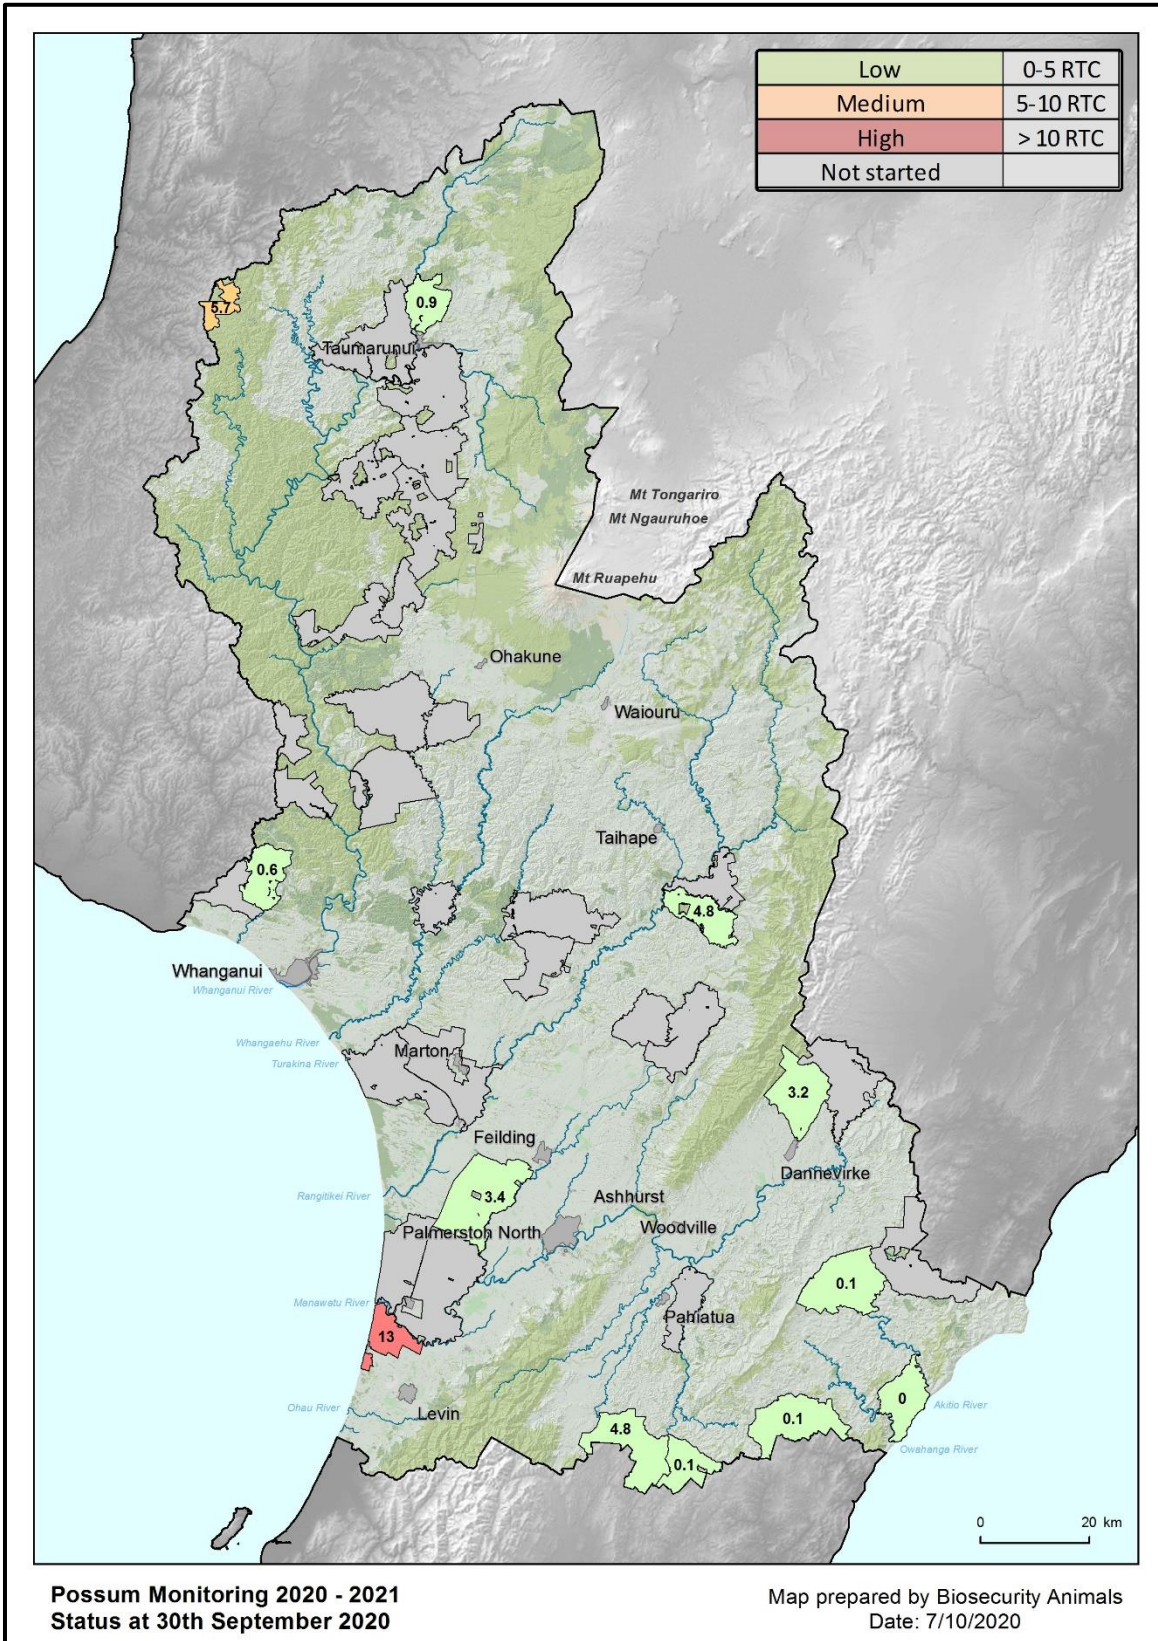 Low 0-5 RTC
Medium 5-10 RTC
High > 10 RTC
Not started
5.7
0.9
Taumarunui
Mt Tongariro
Mt Ngauruhoe
Mt Ruapehu
Ohakune
Waiouru
Taihape
0.6
4.8
Whanganui
Whanganui River
Whangaehu River
Turakina River
Marton
3.2
Feilding
Dannevirke
Rangitikei River
3.4
Ashhurst
Palmerston North
Woodville
0.1
Manawatu River
Pahiatua
13
Ohau River
Levin
0
Akitio River
4.8
0.1
0.1
Owahanga River
0 20 km
Possum Monitoring 2020 - 2021
Status at 30th September 2020
Map prepared by Biosecurity Animals
Date: 7/10/2020